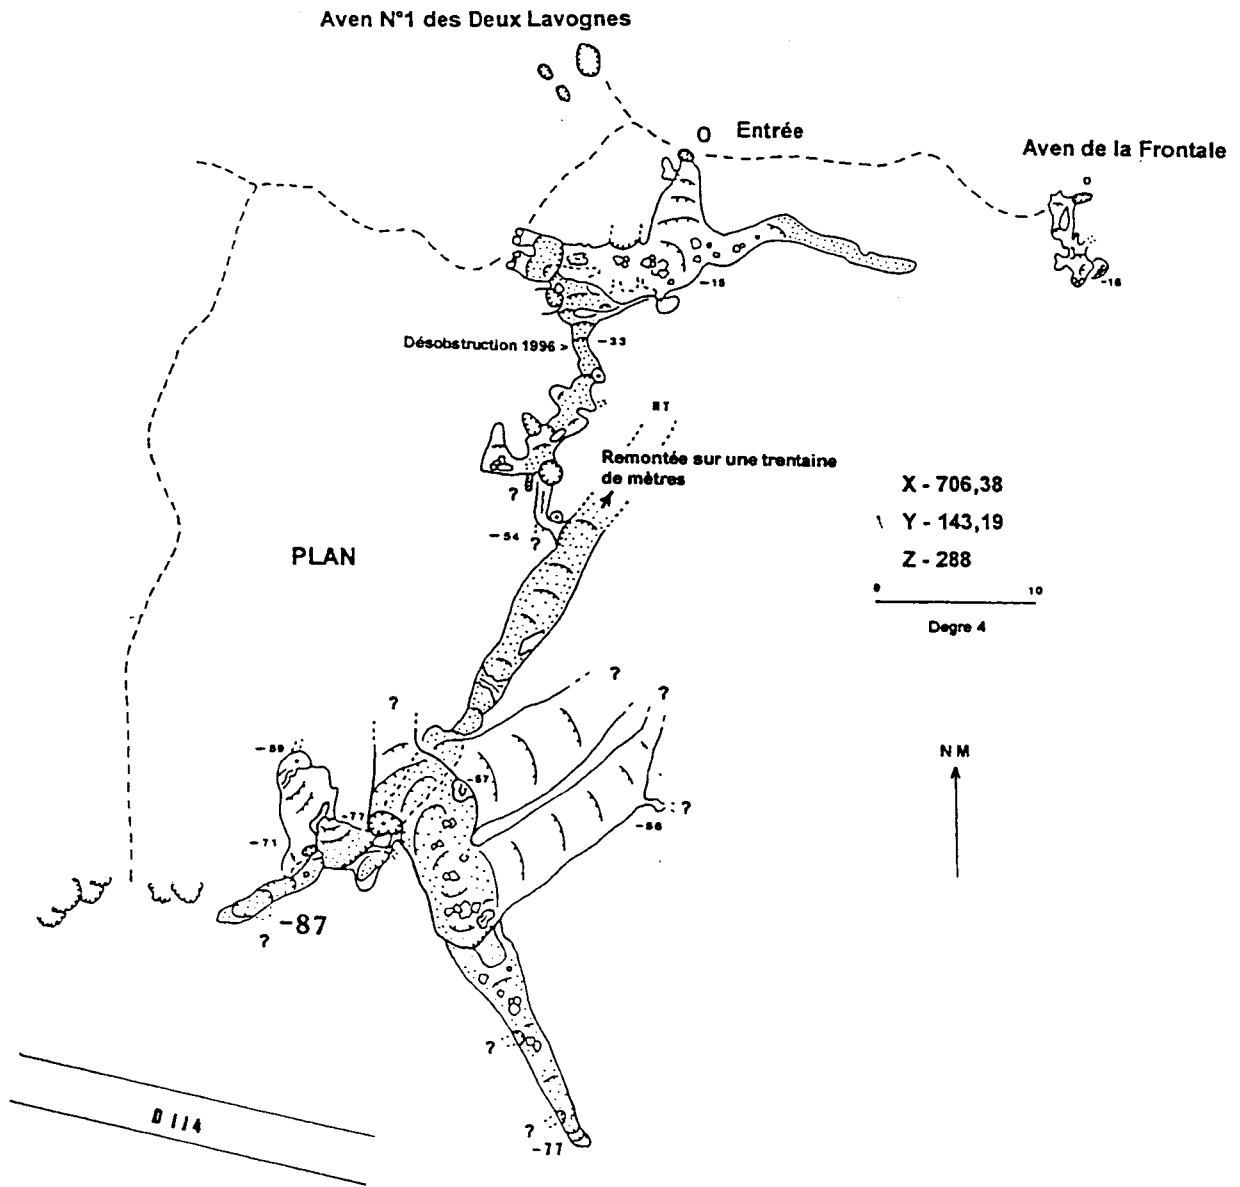 Aven N°1 des Deux Lavognes
O Entrée
Aven de la Frontale
-15
-16
Désobstruction 1996 >
-33
Remontée sur une trentaine
de mètres
X - 706,38
Y - 143,19
Z - 288
?
-54
?
PLAN
0 10
Degre 4
?
?
?
NM
-59
-67
-77
?
-56
-71
-87
?
?
D 114
?
-77